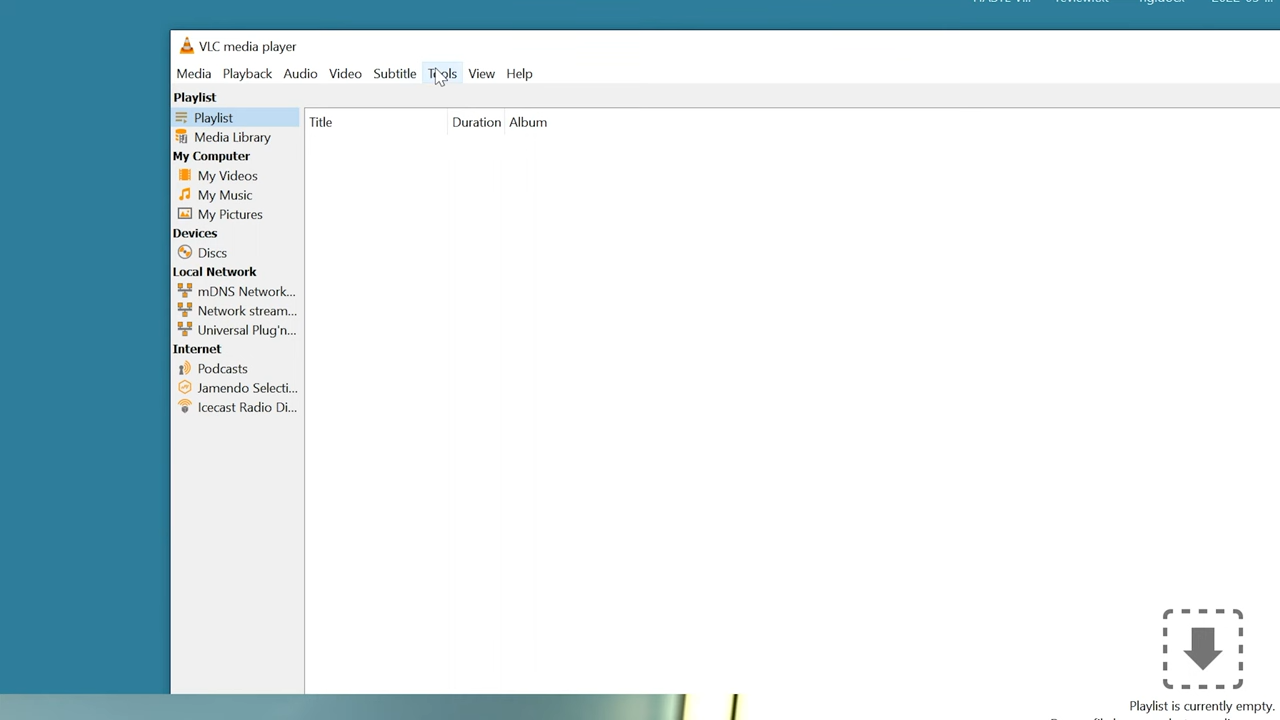 VLC media player
Media Playback Audio Video Subtitle Tools View Help
Playlist
Playlist
Media Library
My Computer
My Videos
My Music
My Pictures
Devices
Discs
Local Network
mDNS Network...
Network stream...
Universal Plug'n...
Internet
Podcasts
Jamendo Selecti...
Icecast Radio Di...
Title Duration Album
Playlist is currently empty.